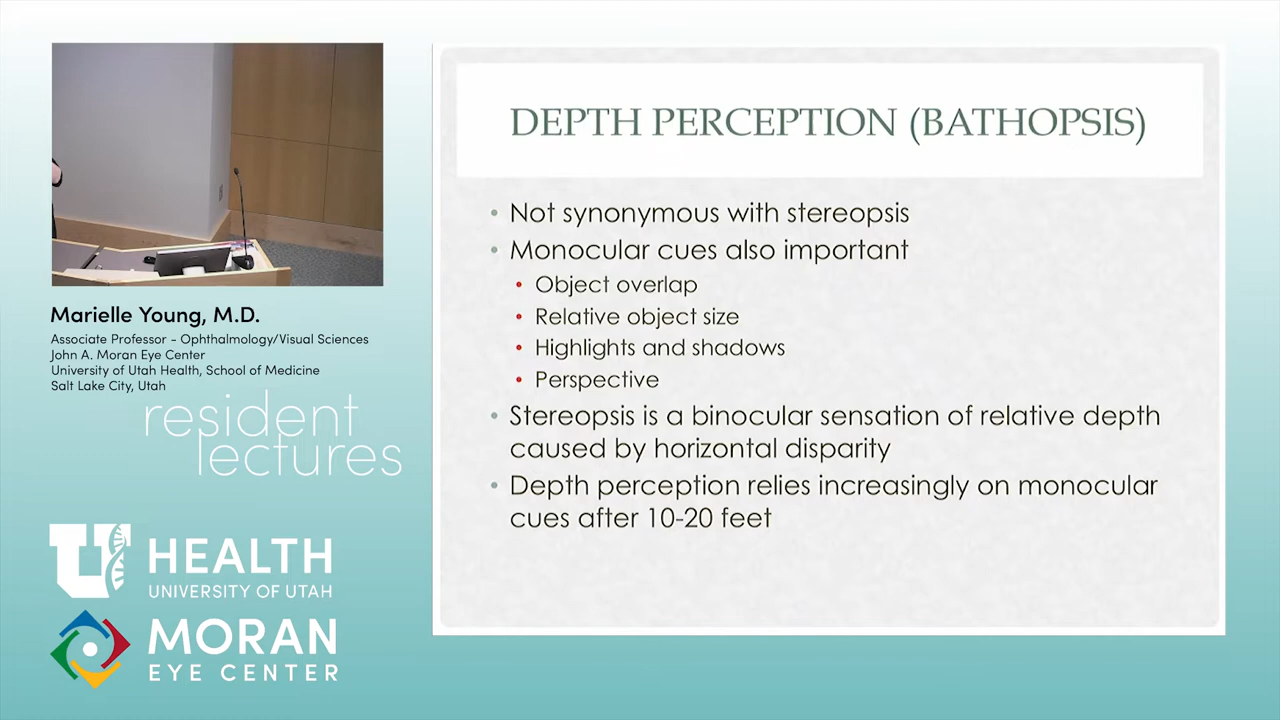 Marielle Young, M.D.
Associate Professor - Ophthalmology/Visual Sciences
John A. Moran Eye Center
University of Utah Health, School of Medicine
Salt Lake City, Utah
resident
lectures
U HEALTH
UNIVERSITY OF UTAH
MORAN
EYE CENTER
DEPTH PERCEPTION (BATHOPSIS)
• Not synonymous with stereopsis
• Monocular cues also important
• Object overlap
• Relative object size
• Highlights and shadows
• Perspective
• Stereopsis is a binocular sensation of relative depth
caused by horizontal disparity
• Depth perception relies increasingly on monocular
cues after 10-20 feet